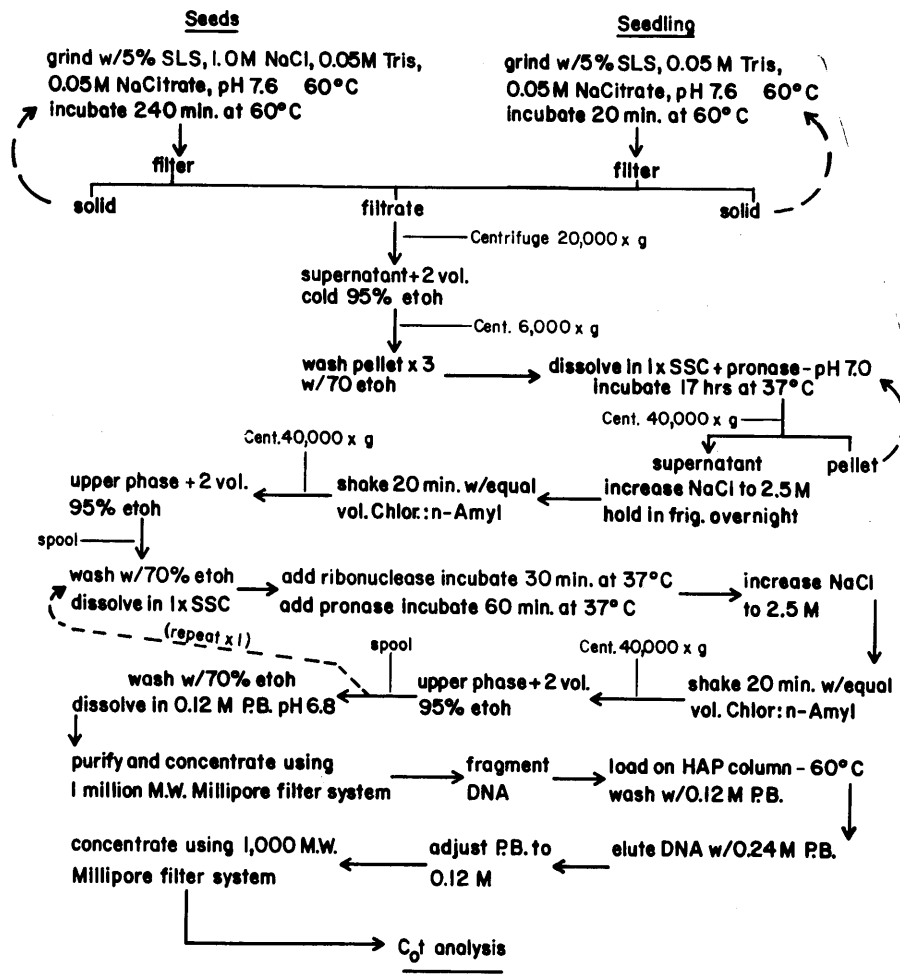 Seeds
grind w/5% SLS, 1.0M NaCl, 0.05M Tris,
0.05M NaCitrate, pH 7.6 60°C
incubate 240 min. at 60°C
filter
Seedling
grind w/5% SLS, 0.05 M Tris,
0.05M NaCitrate, pH 7.6 60°C
incubate 20 min. at 60°C
filter
solid
filtrate
solid
Centrifuge 20,000 x g
supernatant+2 vol.
cold 95% etoh
Cent. 6,000 x g
wash pellet x 3
w/70 etoh
dissolve in 1x SSC + pronase - pH 7.0
incubate 17 hrs at 37°C
Cent. 40,000 x g
supernatant
increase NaCl to 2.5 M
hold in frig. overnight
pellet
shake 20 min. w/equal
vol. Chlor.:n-Amyl
Cent. 40,000 x g
upper phase + 2 vol.
95% etoh
spool
wash w/70% etoh
dissolve in 1x SSC
add ribonuclease incubate 30 min. at 37°C
add pronase incubate 60 min. at 37°C
increase NaCl
to 2.5 M
shake 20 min. w/equal
vol. Chlor:n-Amyl
Cent. 40,000 x g
upper phase + 2 vol.
95% etoh
spool
(repeat x 1)
wash w/70% etoh
dissolve in 0.12 M P.B. pH 6.8
purify and concentrate using
1 million M.W. Millipore filter system
fragment
DNA
load on HAP column - 60°C
wash w/0.12 M P.B.
elute DNA w/0.24 M P.B.
adjust P.B. to
0.12 M
concentrate using 1,000 M.W.
Millipore filter system
C₀t analysis